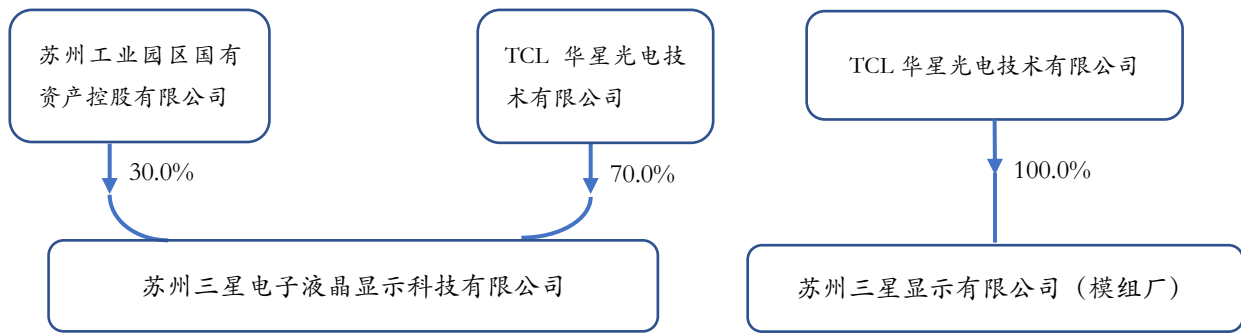 苏州工业园区国有
资产控股有限公司
TCL 华星光电技
术有限公司
TCL 华星光电技术有限公司
30.0%
70.0%
100.0%
苏州三星电子液晶显示科技有限公司
苏州三星显示有限公司（模组厂）